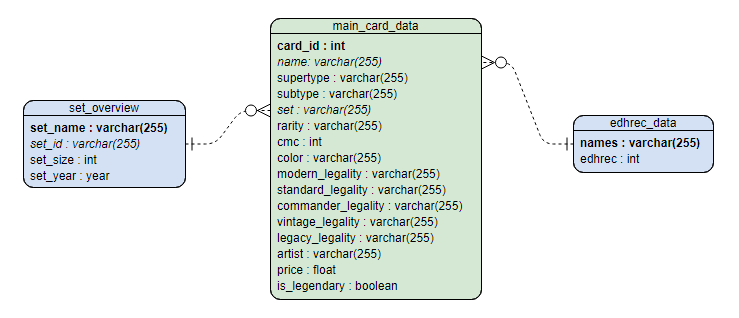 set_overview
set_name : varchar(255)
set_id : varchar(255)
set_size : int
set_year : year
main_card_data
card_id : int
name: varchar(255)
supertype : varchar(255)
subtype : varchar(255)
set : varchar(255)
rarity : varchar(255)
cmc : int
color : varchar(255)
modern_legality : varchar(255)
standard_legality : varchar(255)
commander_legality : varchar(255)
vintage_legality : varchar(255)
legacy_legality : varchar(255)
artist : varchar(255)
price : float
is_legendary : boolean
edhrec_data
names : varchar(255)
edhrec : int